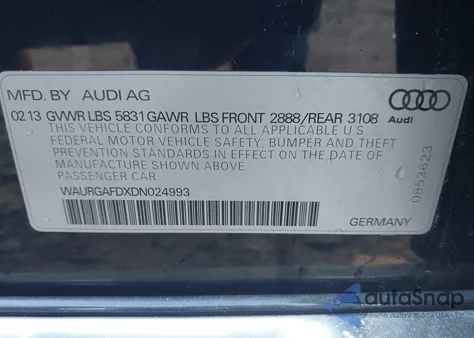 MFD. BY AUDI AG
02 13 GVWR LBS 5831 GAWR LBS FRONT 2888/REAR 3108
Audi
THIS VEHICLE CONFORMS TO ALL APPLICABLE U S
FEDERAL MOTOR VEHICLE SAFETY, BUMPER AND THEFT
PREVENTION STANDARDS IN EFFECT ON THE DATE OF
MANUFACTURE SHOWN ABOVE
PASSENGER CAR
WAURGAFDXDN024993
GERMANY
0853623
autoSnap